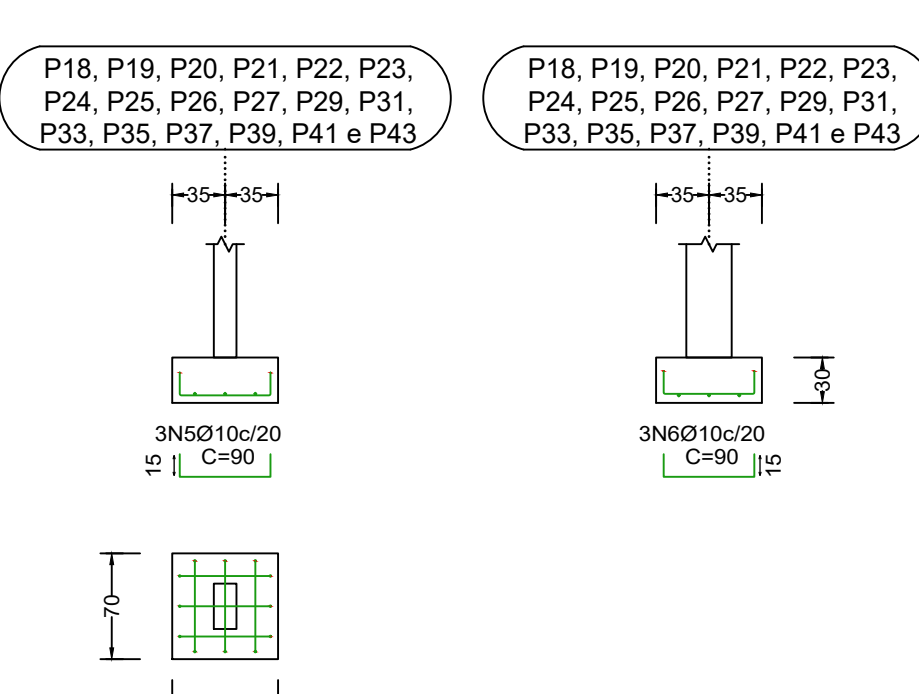 P18, P19, P20, P21, P22, P23,
P24, P25, P26, P27, P29, P31,
P33, P35, P37, P39, P41 e P43
35 35
3N5Ø10c/20
C=90
15
P18, P19, P20, P21, P22, P23,
P24, P25, P26, P27, P29, P31,
P33, P35, P37, P39, P41 e P43
35 35
30
3N6Ø10c/20
C=90
15
70